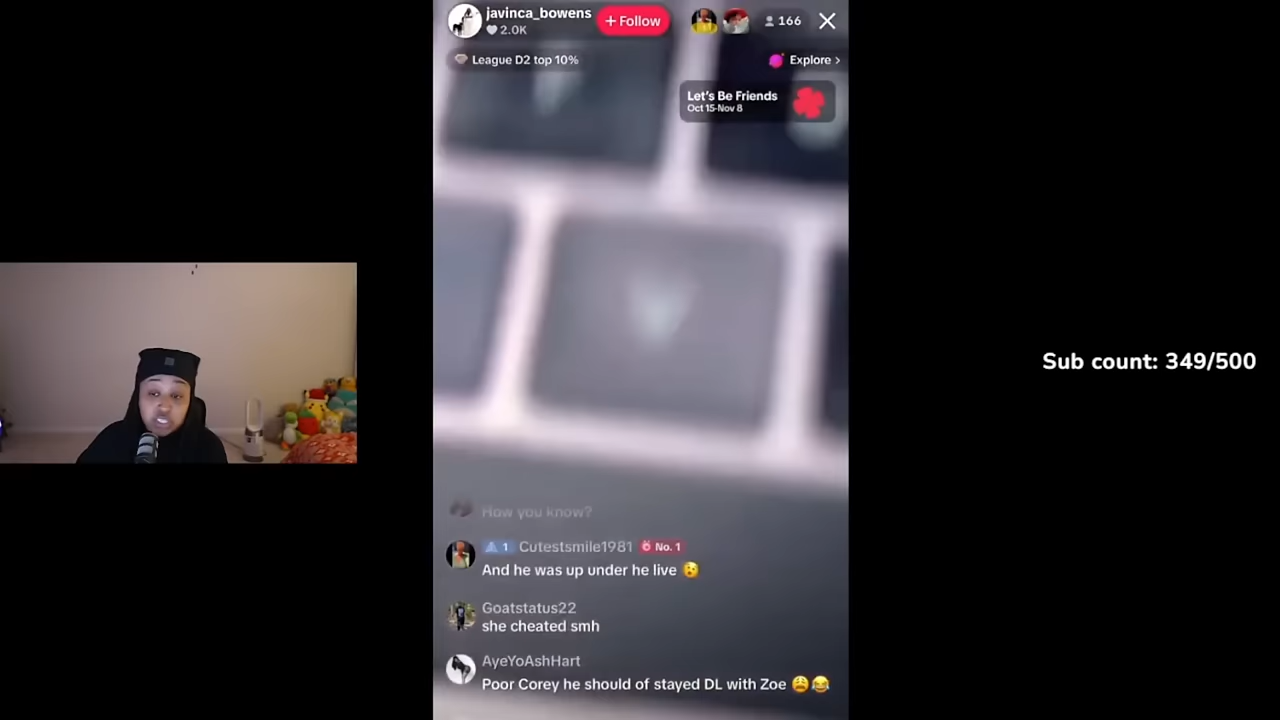 javinca_bowens
2.0K
+ Follow
166
League D2 top 10%
Explore >
Let's Be Friends
Oct 15-Nov 8
How you know?
1 Cutestsmile1981 No. 1
And he was up under he live 😯
Goatstatus22
she cheated smh
AyeYoAshHart
Poor Corey he should of stayed DL with Zoe 😩😂
Sub count: 349/500